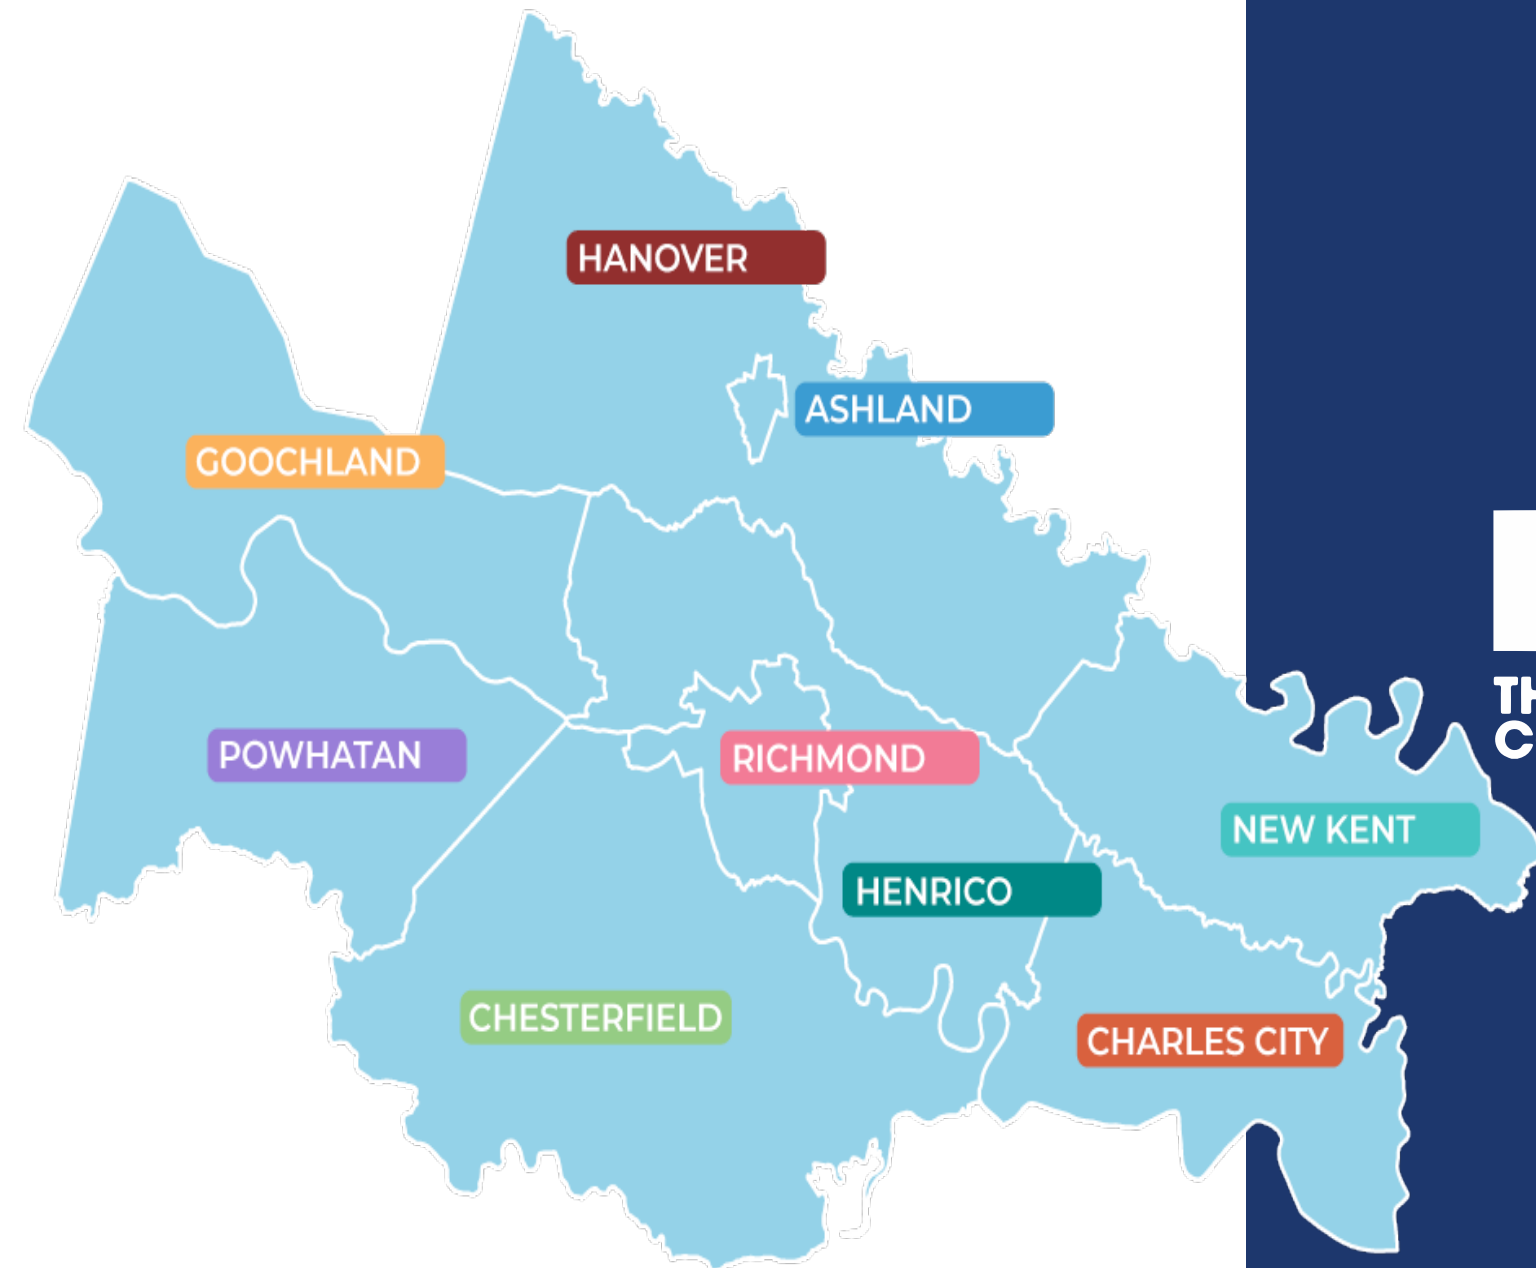 HANOVER
ASHLAND
GOOCHLAND
POWHATAN
RICHMOND
NEW KENT
HENRICO
CHESTERFIELD
CHARLES CITY